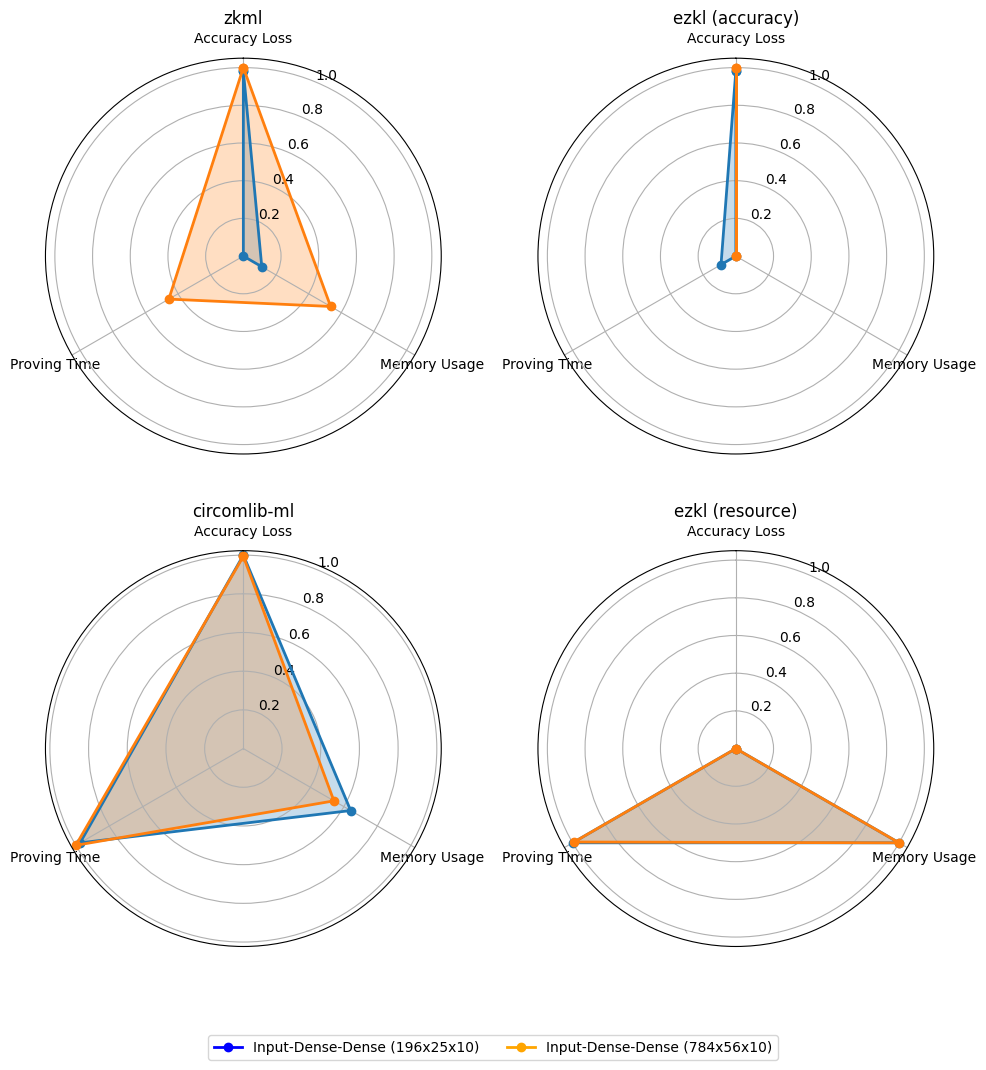 zkml
Accuracy Loss
1.0
0.8
0.6
0.4
0.2
Proving Time
Memory Usage
ezkl (accuracy)
Accuracy Loss
1.0
0.8
0.6
0.4
0.2
Proving Time
Memory Usage
circomlib-ml
Accuracy Loss
1.0
0.8
0.6
0.4
0.2
Proving Time
Memory Usage
ezkl (resource)
Accuracy Loss
1.0
0.8
0.6
0.4
0.2
Proving Time
Memory Usage
Input-Dense-Dense (196x25x10)
Input-Dense-Dense (784x56x10)